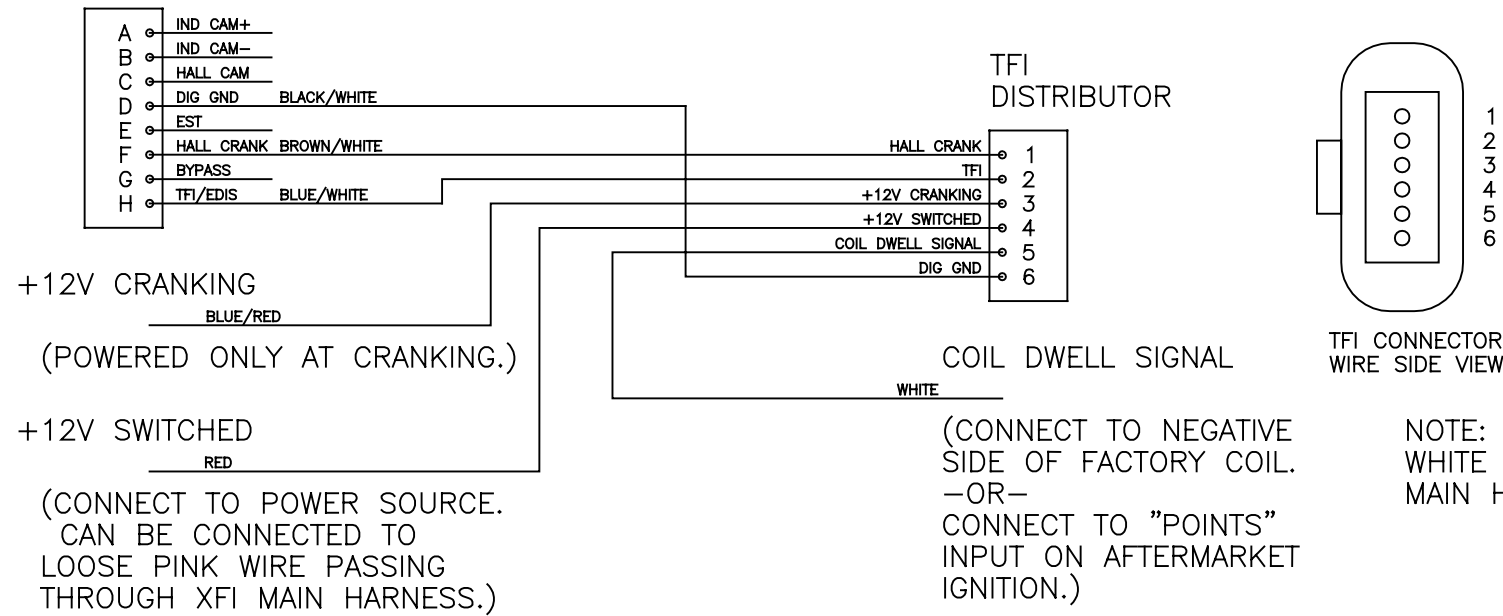 A IND CAM+
B IND CAM–
C HALL CAM
D DIG GND BLACK/WHITE
E EST
F HALL CRANK BROWN/WHITE
G BYPASS
H TFI/EDIS BLUE/WHITE
+12V CRANKING
BLUE/RED
(POWERED ONLY AT CRANKING.)
+12V SWITCHED
RED
(CONNECT TO POWER SOURCE.
CAN BE CONNECTED TO
LOOSE PINK WIRE PASSING
THROUGH XFI MAIN HARNESS.)
TFI
DISTRIBUTOR
HALL CRANK 1
TFI 2
+12V CRANKING 3
+12V SWITCHED 4
COIL DWELL SIGNAL 5
DIG GND 6
COIL DWELL SIGNAL
WHITE
(CONNECT TO NEGATIVE
SIDE OF FACTORY COIL.
–OR–
CONNECT TO ”POINTS”
INPUT ON AFTERMARKET
IGNITION.)
1
2
3
4
5
6
TFI CONNECTOR
WIRE SIDE VIEW
NOTE:
WHITE
MAIN H